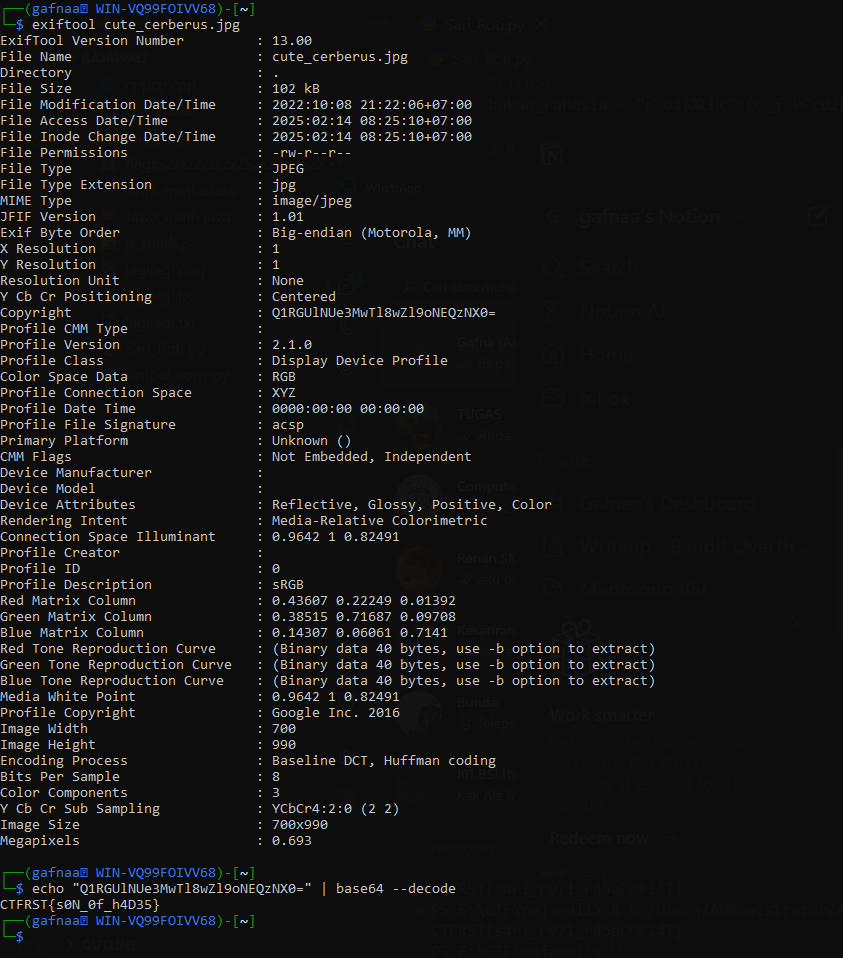 ┌──(gafnaa㉿ WIN-VQ99FOIVV68)-[~]
└─$ exiftool cute_cerberus.jpg
ExifTool Version Number : 13.00
File Name : cute_cerberus.jpg
Directory : .
File Size : 102 kB
File Modification Date/Time : 2022:10:08 21:22:06+07:00
File Access Date/Time : 2025:02:14 08:25:10+07:00
File Inode Change Date/Time : 2025:02:14 08:25:10+07:00
File Permissions : -rw-r--r--
File Type : JPEG
File Type Extension : jpg
MIME Type : image/jpeg
JFIF Version : 1.01
Exif Byte Order : Big-endian (Motorola, MM)
X Resolution : 1
Y Resolution : 1
Resolution Unit : None
Y Cb Cr Positioning : Centered
Copyright : Q1RGUlNUe3MwTl8wZl9oNEQzNX0=
Profile CMM Type :
Profile Version : 2.1.0
Profile Class : Display Device Profile
Color Space Data : RGB
Profile Connection Space : XYZ
Profile Date Time : 0000:00:00 00:00:00
Profile File Signature : acsp
Primary Platform : Unknown ()
CMM Flags : Not Embedded, Independent
Device Manufacturer :
Device Model :
Device Attributes : Reflective, Glossy, Positive, Color
Rendering Intent : Media-Relative Colorimetric
Connection Space Illuminant : 0.9642 1 0.82491
Profile Creator :
Profile ID : 0
Profile Description : sRGB
Red Matrix Column : 0.43607 0.22249 0.01392
Green Matrix Column : 0.38515 0.71687 0.09708
Blue Matrix Column : 0.14307 0.06061 0.7141
Red Tone Reproduction Curve : (Binary data 40 bytes, use -b option to extract)
Green Tone Reproduction Curve : (Binary data 40 bytes, use -b option to extract)
Blue Tone Reproduction Curve : (Binary data 40 bytes, use -b option to extract)
Media White Point : 0.9642 1 0.82491
Profile Copyright : Google Inc. 2016
Image Width : 700
Image Height : 990
Encoding Process : Baseline DCT, Huffman coding
Bits Per Sample : 8
Color Components : 3
Y Cb Cr Sub Sampling : YCbCr4:2:0 (2 2)
Image Size : 700x990
Megapixels : 0.693
┌──(gafnaa㉿ WIN-VQ99FOIVV68)-[~]
└─$ echo "Q1RGUlNUe3MwTl8wZl9oNEQzNX0=" | base64 --decode
CTFRST{s0N_0f_h4D35}
┌──(gafnaa㉿ WIN-VQ99FOIVV68)-[~]
└─$